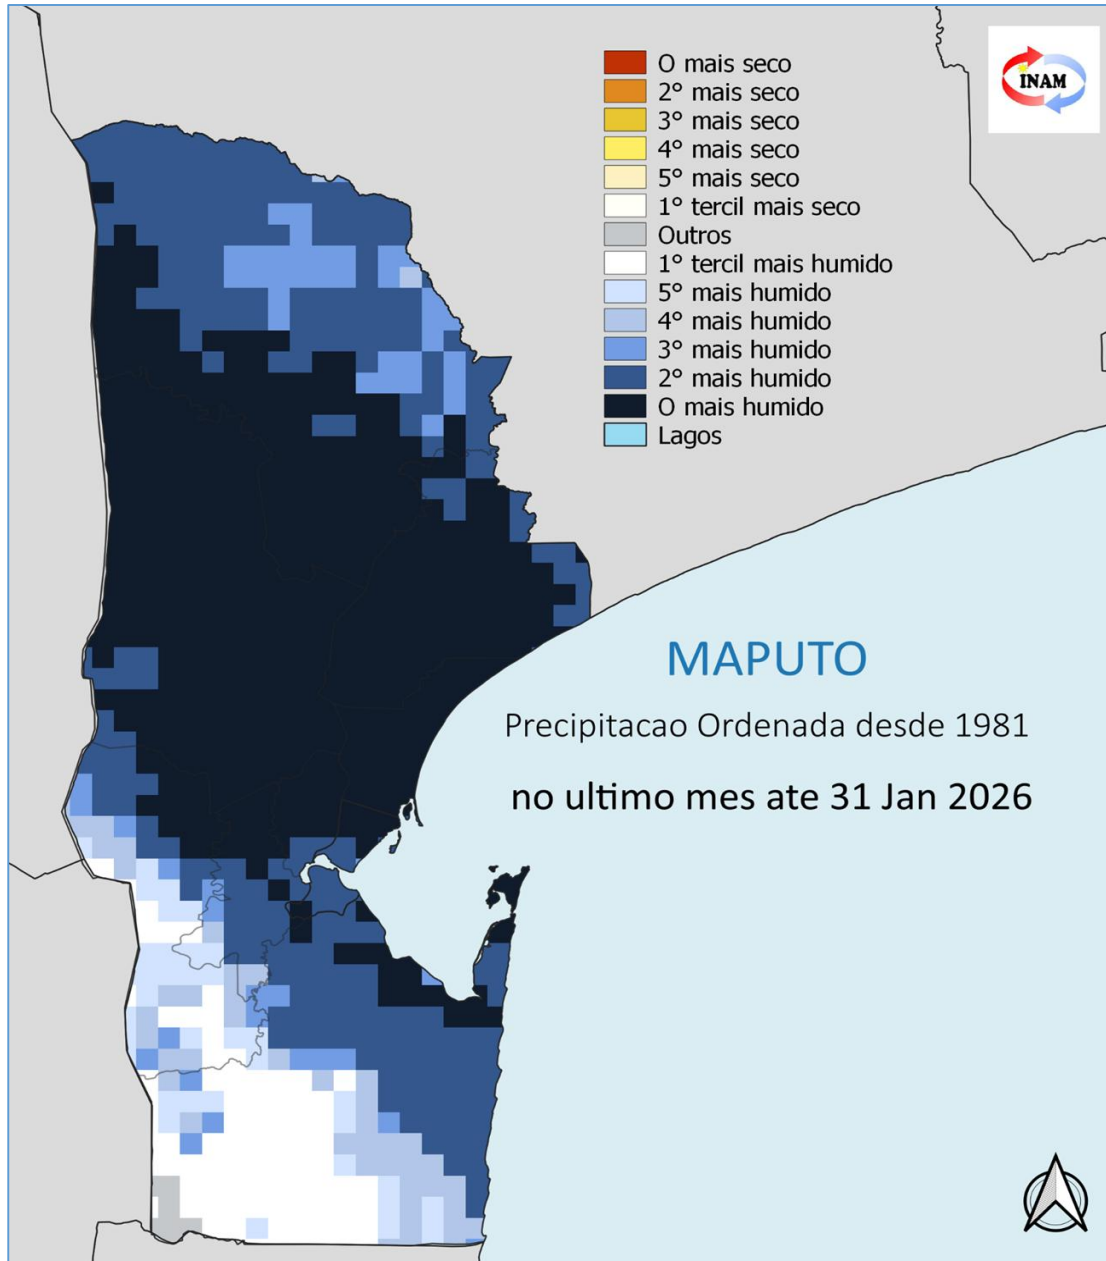 O mais seco
2° mais seco
3° mais seco
4° mais seco
5° mais seco
1° tercil mais seco
Outros
1° tercil mais humido
5° mais humido
4° mais humido
3° mais humido
2° mais humido
O mais humido
Lagos
INAM
MAPUTO
Precipitacao Ordenada desde 1981
no ultimo mes ate 31 Jan 2026